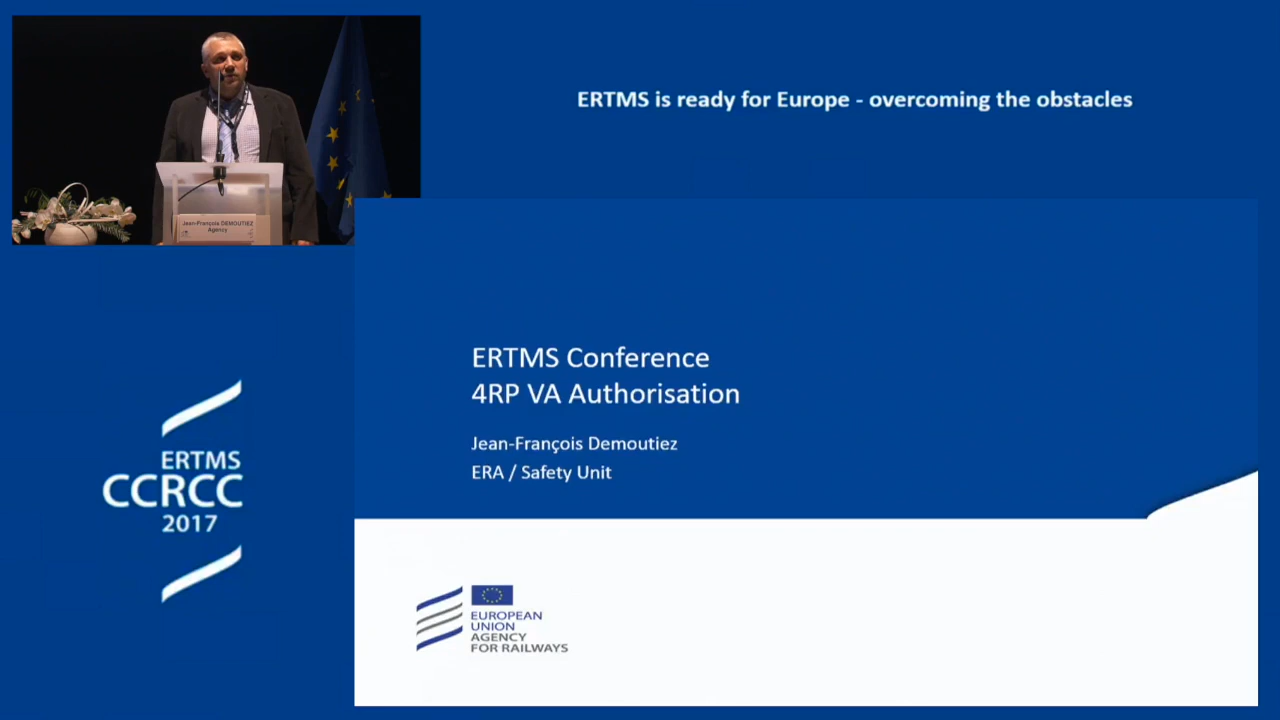 ERTMS is ready for Europe - overcoming the obstacles
Jean-François DEMOUTIEZ
Agency
ERTMS Conference
4RP VA Authorisation
Jean-François Demoutiez
ERA / Safety Unit
ERTMS
CCRCC
2017
EUROPEAN
UNION
AGENCY
FOR RAILWAYS